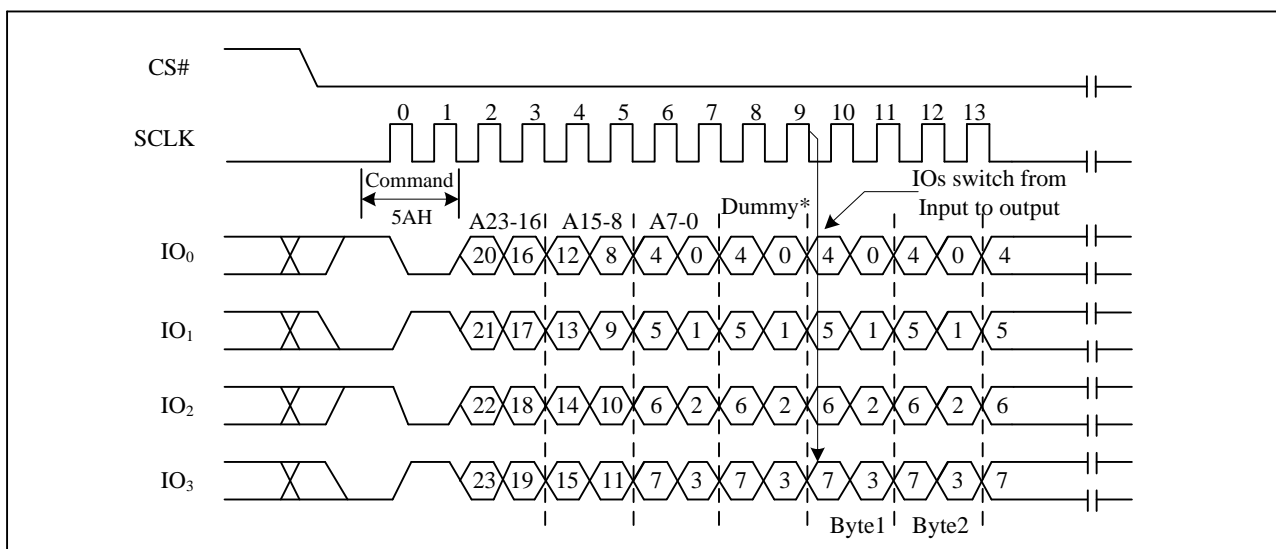 CS#
0 1 2 3 4 5 6 7 8 9 10 11 12 13
SCLK
Command
IOs switch from
5AH
Dummy*
Input to output
A23-16 A15-8 A7-0
IO0 20 16 12 8 4 0 4 0 4 0 4 0 4
IO1 21 17 13 9 5 1 5 1 5 1 5 1 5
IO2 22 18 14 10 6 2 6 2 6 2 6 2 6
IO3 23 19 15 11 7 3 7 3 7 3 7 3 7
Byte1 Byte2